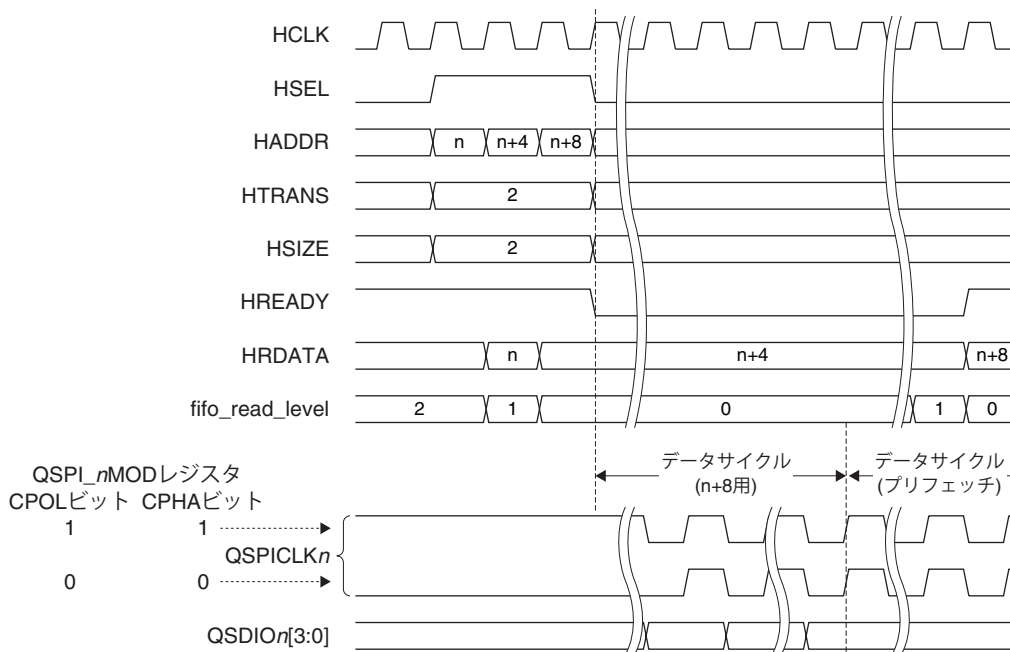 HCLK
HSEL
HADDR n n+4 n+8
HTRANS 2
HSIZE 2
HREADY
HRDATA n n+4 n+8
fifo_read_level 2 1 0 1 0
データサイクル データサイクル
(n+8用) (プリフェッチ)
QSPI_nMODレジスタ
CPOLビット CPHAビット
1 1
QSPICLKn
0 0
QSDIOn[3:0]